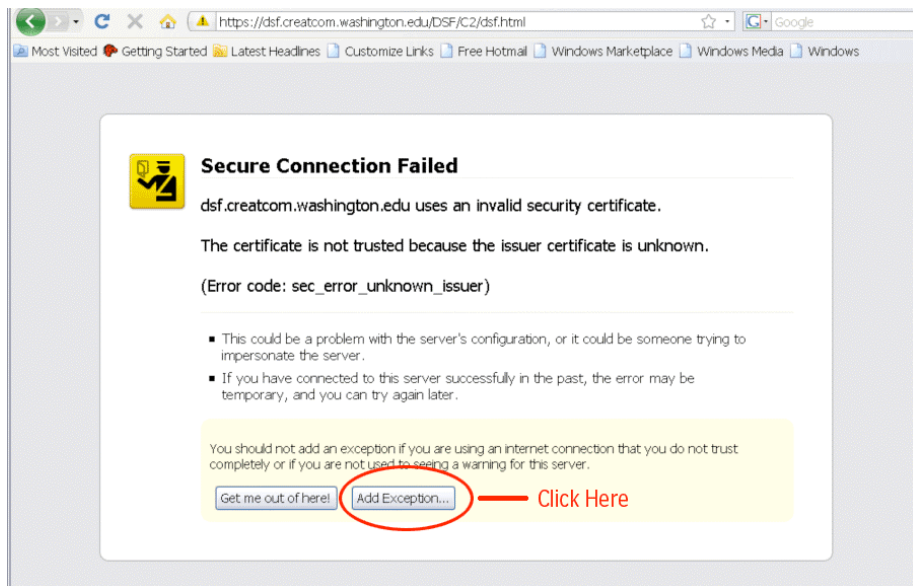 https://dsf.creatcom.washington.edu/DSF/C2/dsf.html
Google
Most Visited Getting Started Latest Headlines Customize Links Free Hotmail Windows Marketplace Windows Media Windows
Secure Connection Failed
dsf.creatcom.washington.edu uses an invalid security certificate.
The certificate is not trusted because the issuer certificate is unknown.
(Error code: sec_error_unknown_issuer)
This could be a problem with the server's configuration, or it could be someone trying to
impersonate the server.
If you have connected to this server successfully in the past, the error may be
temporary, and you can try again later.
You should not add an exception if you are using an internet connection that you do not trust
completely or if you are not used to seeing a warning for this server.
Get me out of here! Add Exception... Click Here